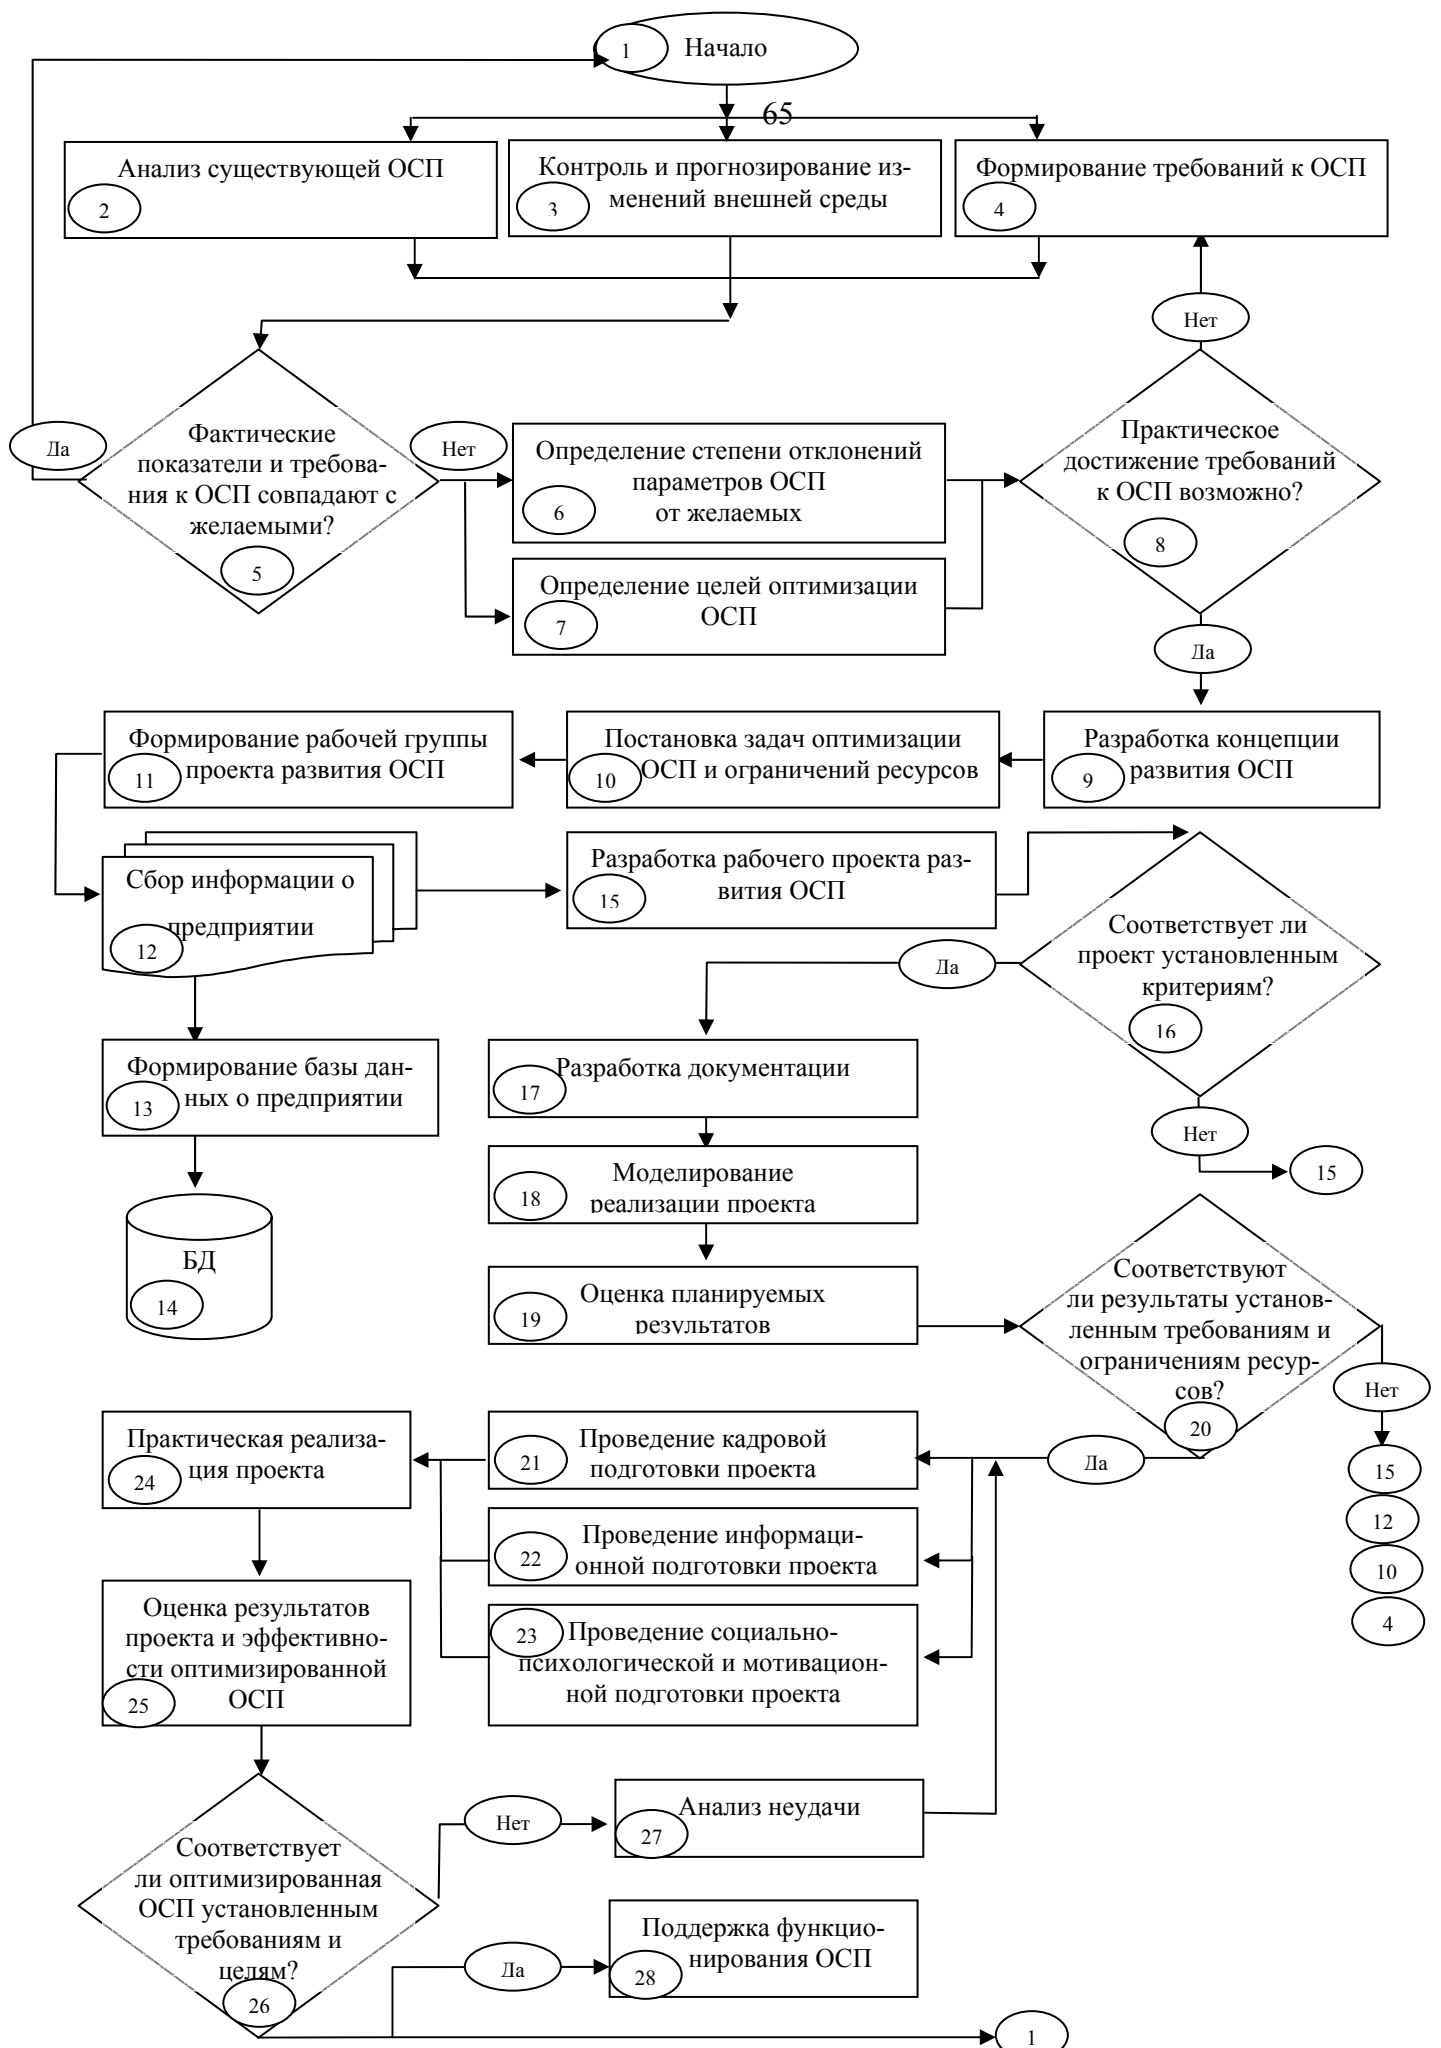 1
Начало
65
Анализ существующей ОСП
2
Контроль и прогнозирование из-
менений внешней среды
3
Формирование требований к ОСП
4
Нет
Да
Фактические
показатели и требова-
ния к ОСП совпадают с
желаемыми?
5
Нет
Определение степени отклонений
параметров ОСП
от желаемых
6
Определение целей оптимизации
ОСП
7
Практическое
достижение требований
к ОСП возможно?
8
Да
Формирование рабочей группы
проекта развития ОСП
11
Постановка задач оптимизации
ОСП и ограничений ресурсов
10
Разработка концепции
развития ОСП
9
Сбор информации о
предприятии
12
Разработка рабочего проекта раз-
вития ОСП
15
Соответствует ли
проект установленным
критериям?
16
Да
Формирование базы дан-
ных о предприятии
13
Разработка документации
17
Нет
15
Моделирование
реализации проекта
18
БД
14
Оценка планируемых
результатов
19
Соответствуют
ли результаты установ-
ленным требованиям и
ограничениям ресур-
сов?
20
Нет
15
12
10
4
Да
Практическая реализа-
ция проекта
24
Проведение кадровой
подготовки проекта
21
Проведение информаци-
онной подготовки проекта
22
Проведение социально-
психологической и мотивацион-
ной подготовки проекта
23
Оценка результатов
проекта и эффективно-
сти оптимизированной
ОСП
25
Нет
Анализ неудачи
27
Соответствует
ли оптимизированная
ОСП установленным
требованиям и
целям?
26
Да
Поддержка функцио-
нирования ОСП
28
1